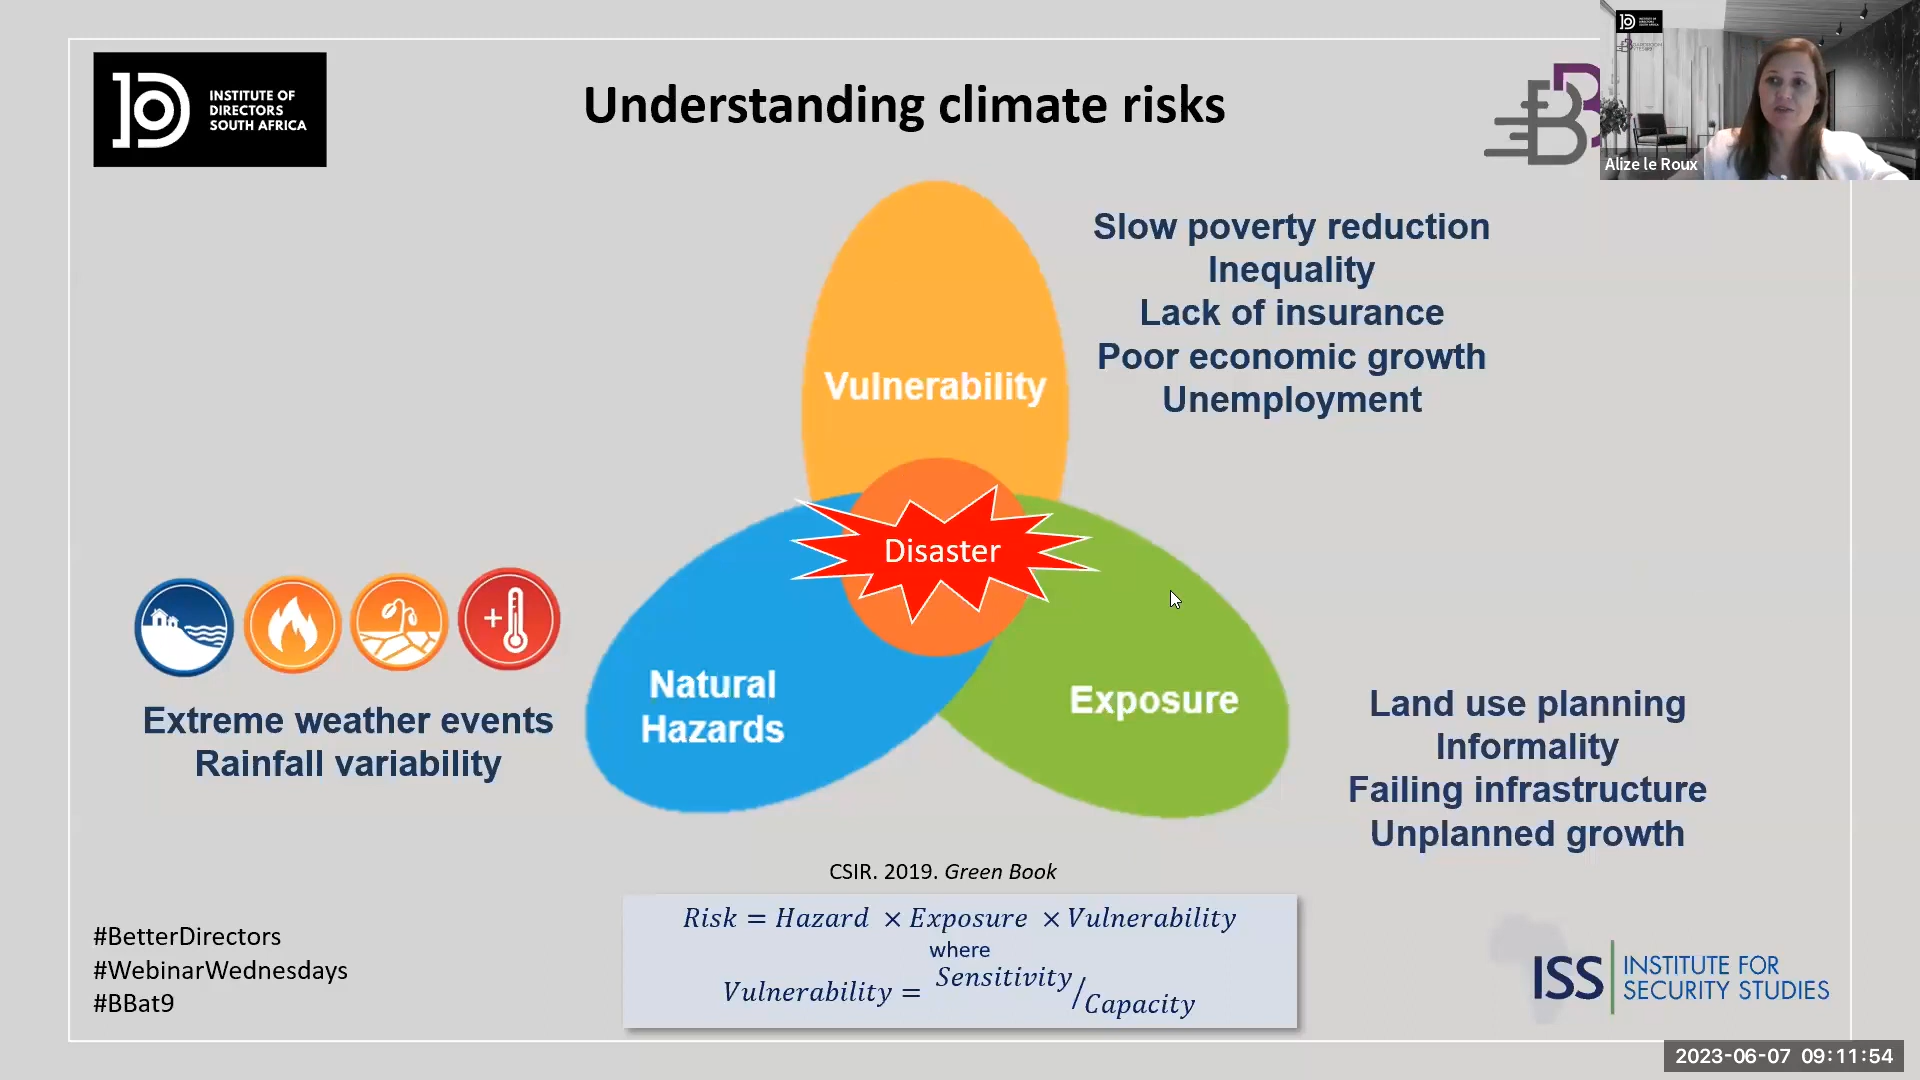 INSTITUTE OF
DIRECTORS
SOUTH AFRICA
Understanding climate risks
Alize le Roux
Slow poverty reduction
Inequality
Lack of insurance
Poor economic growth
Unemployment
Vulnerability
Disaster
Natural
Hazards
Exposure
Extreme weather events
Rainfall variability
Land use planning
Informality
Failing infrastructure
Unplanned growth
CSIR. 2019. Green Book
Risk = Hazard × Exposure × Vulnerability
where
Vulnerability = Sensitivity/Capacity
#BetterDirectors
#WebinarWednesdays
#BBat9
ISS
INSTITUTE FOR
SECURITY STUDIES
2023-06-07 09:11:54